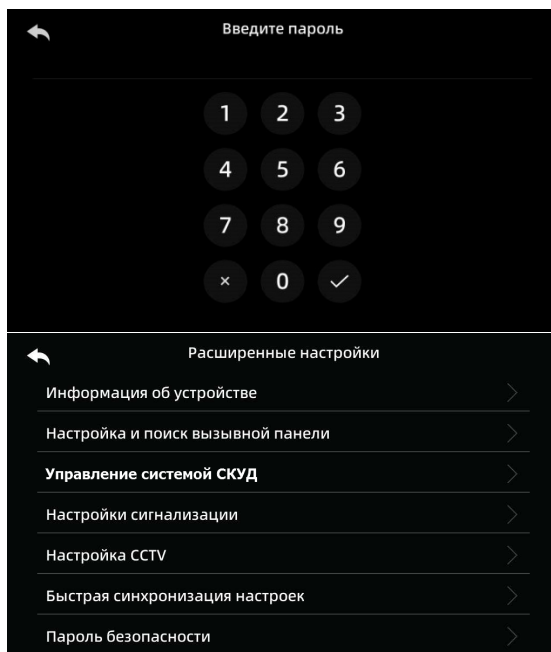 Введите пароль
1 2 3
4 5 6
7 8 9
× 0 ✓
Расширенные настройки
Информация об устройстве
Настройка и поиск вызывной панели
Управление системой СКУД
Настройки сигнализации
Настройка CCTV
Быстрая синхронизация настроек
Пароль безопасности